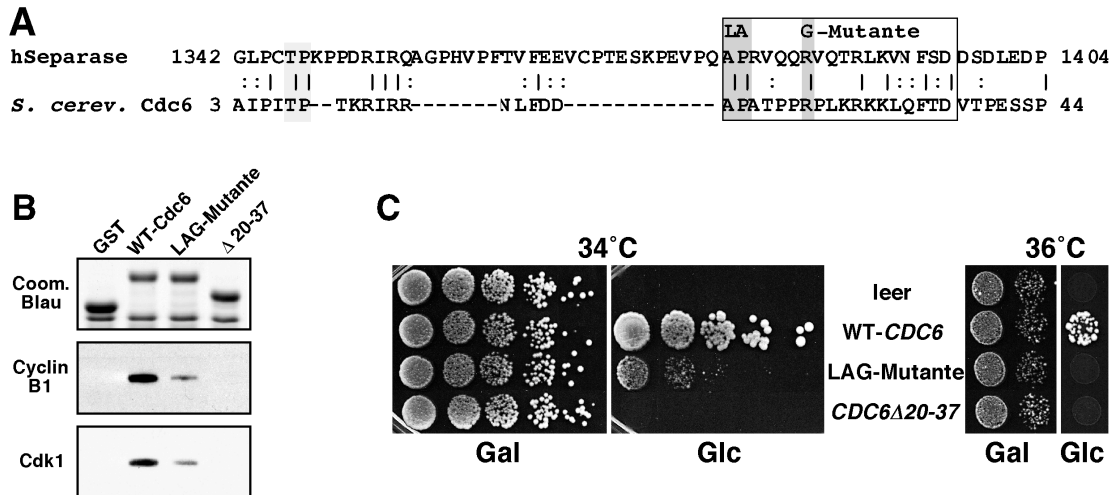 A
LA G-Mutante
hSeparase 1342 GLPCTPKPPDRIRQAGPHVPFTVFEEVCPTESKPEVPQAPRVQQRVQTRLKVNFSDDSDLEDP 1404
S. cerev. Cdc6 3 AIPITP--TKRIRR-------NLFDD------------APATPPRPLKRKKLQFTDVTPESSP 44
B
GST WT-Cdc6 LAG-Mutante Δ20-37
Coom. Blau
Cyclin B1
Cdk1
C
34°C 36°C
leer
WT-CDC6
LAG-Mutante
CDC6Δ20-37
Gal Glc Gal Glc